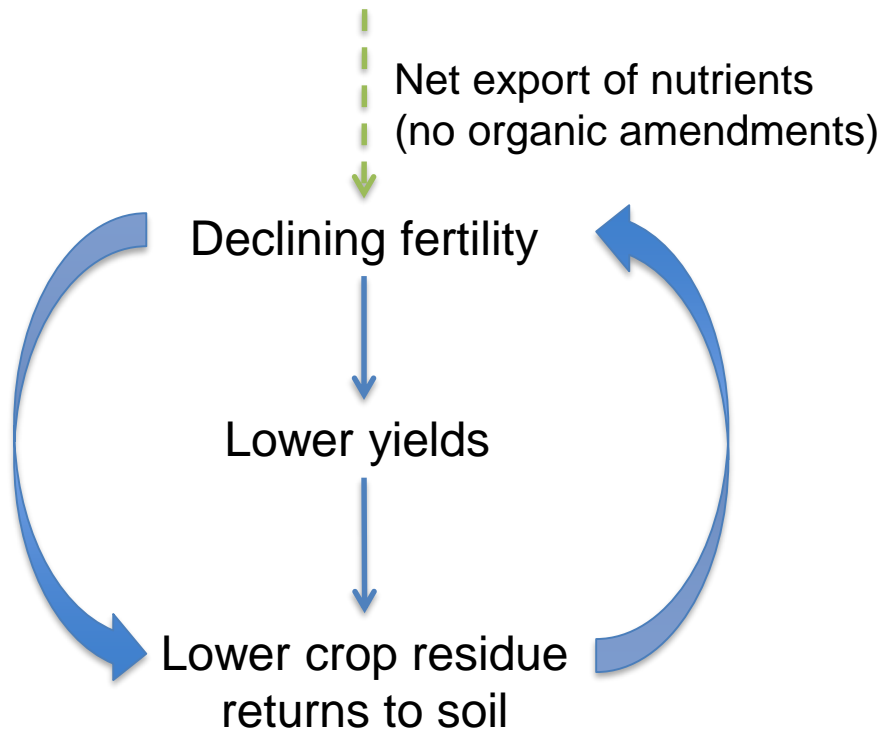 Net export of nutrients
(no organic amendments)
Declining fertility
Lower yields
Lower crop residue
returns to soil